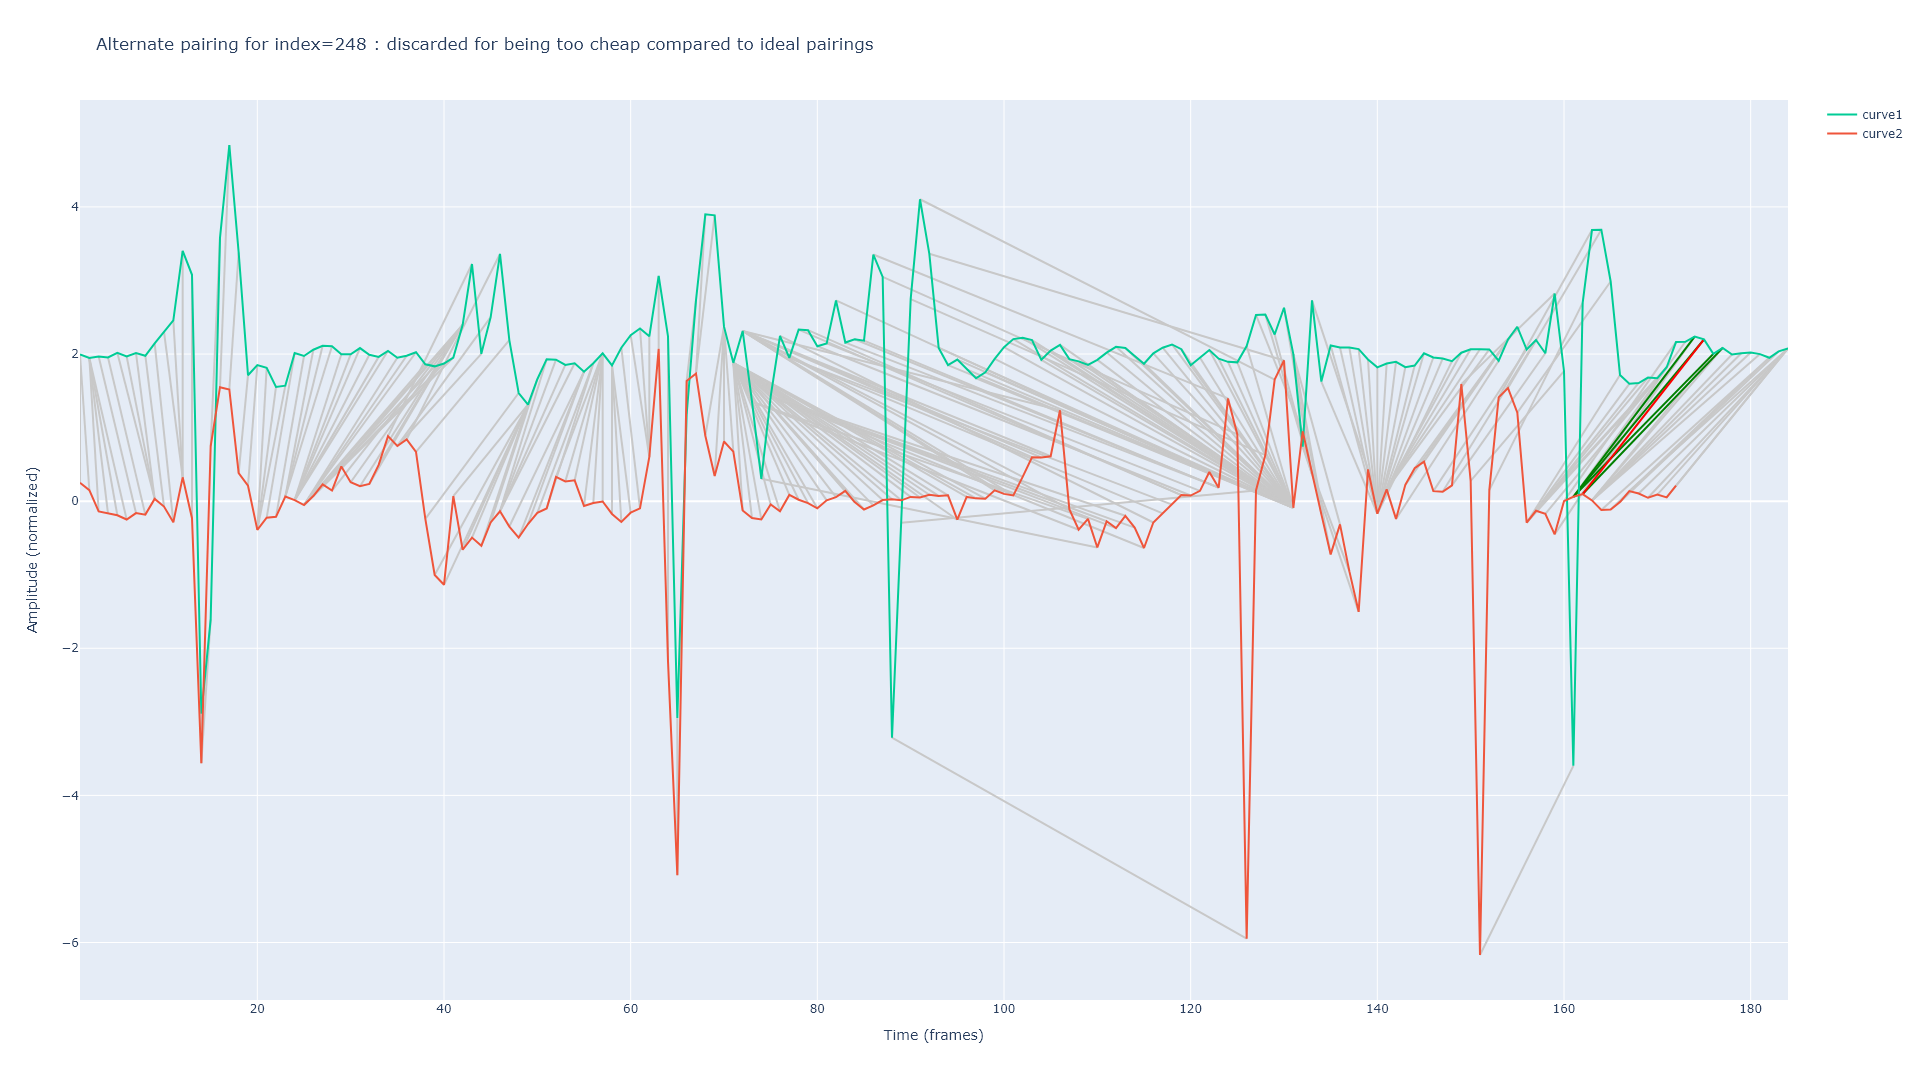 Alternate pairing for index=248 : discarded for being too cheap compared to ideal pairings
curve1
curve2
4
2
0
−2
−4
−6
Amplitude (normalized)
20 40 60 80 100 120 140 160 180
Time (frames)